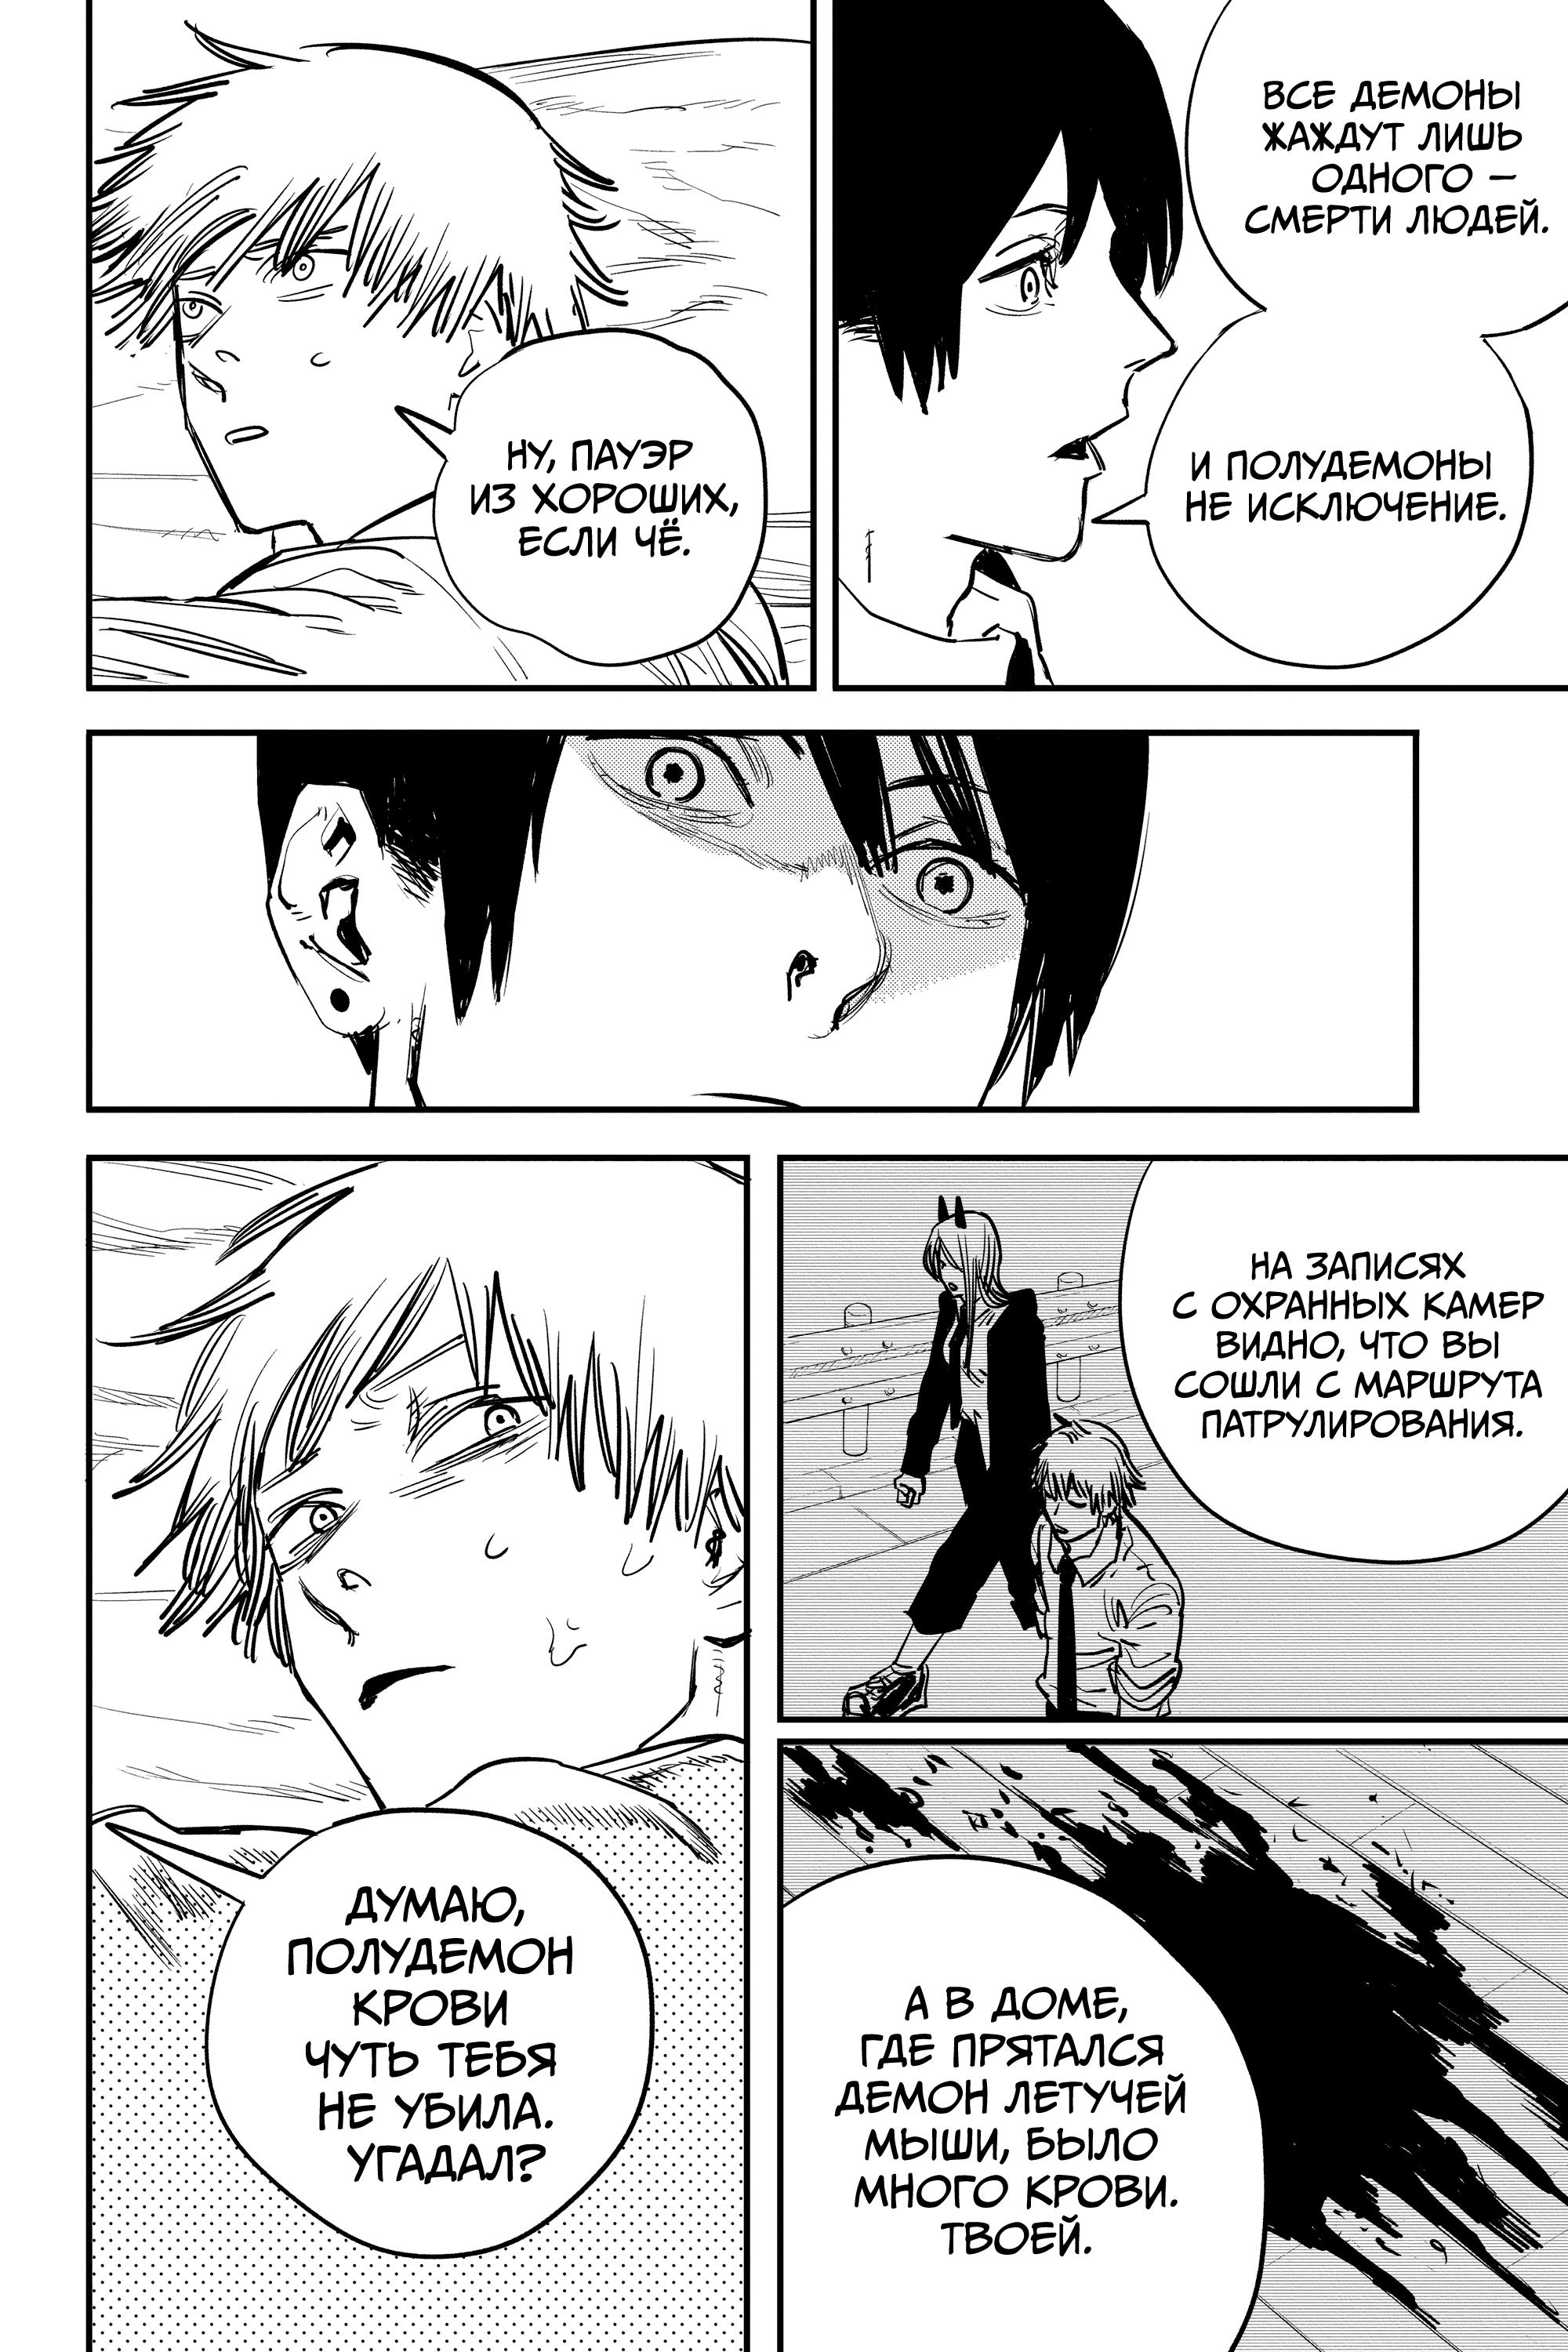 ВСЕ ДЕМОНЫ
ЖАЖДУТ ЛИШЬ
ОДНОГО –
СМЕРТИ ЛЮДЕЙ.
И ПОЛУДЕМОНЫ
НЕ ИСКЛЮЧЕНИЕ.
НУ, ПАУЭР
ИЗ ХОРОШИХ,
ЕСЛИ ЧЁ.
НА ЗАПИСЯХ
С ОХРАННЫХ КАМЕР
ВИДНО, ЧТО ВЫ
СОШЛИ С МАРШРУТА
ПАТРУЛИРОВАНИЯ.
А В ДОМЕ,
ГДЕ ПРЯТАЛСЯ
ДЕМОН ЛЕТУЧЕЙ
МЫШИ, БЫЛО
МНОГО КРОВИ.
ТВОЕЙ.
ДУМАЮ,
ПОЛУДЕМОН
КРОВИ
ЧУТЬ ТЕБЯ
НЕ УБИЛА.
УГАДАЛ?